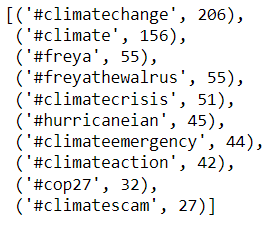 [('#climatechange', 206),
('#climate', 156),
('#freya', 55),
('#freyathewalrus', 55),
('#climatecrisis', 51),
('#hurricaneian', 45),
('#climateemergency', 44),
('#climateaction', 42),
('#cop27', 32),
('#climatescam', 27)]